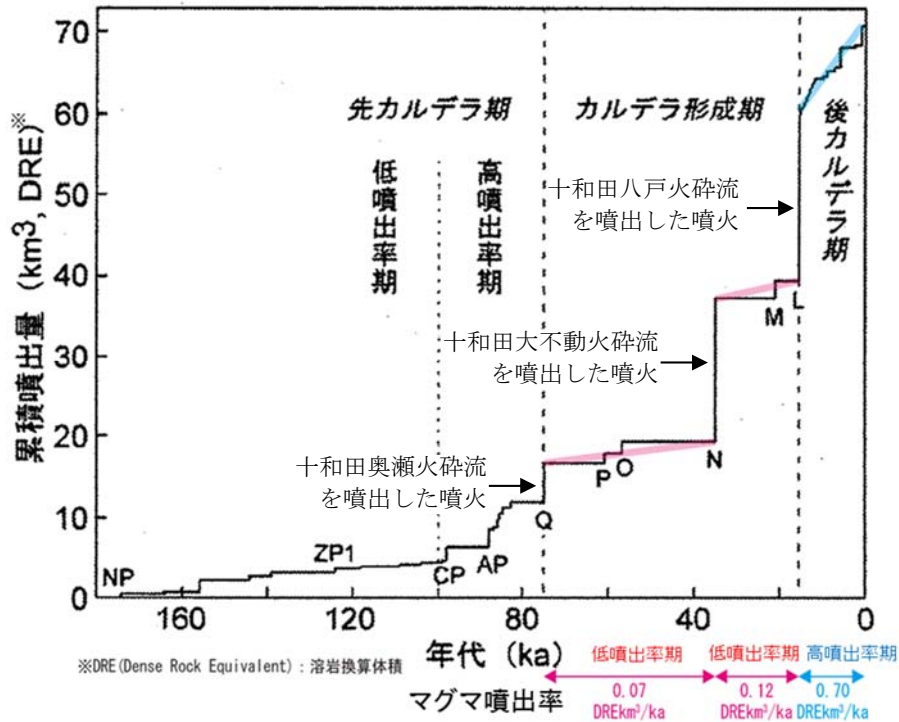 累積噴出量 (km3, DRE)※
70
60
50
40
30
20
10
0
先カルデラ期
カルデラ形成期
後カルデラ期
低噴出率期
高噴出率期
十和田八戸火砕流
を噴出した噴火
十和田大不動火砕流
を噴出した噴火
十和田奥瀬火砕流
を噴出した噴火
NP
ZP1
CP
AP
Q
P
O
N
M
L
160
120
80
40
0
年代 (ka)
※DRE(Dense Rock Equivalent) : 溶岩換算体積
マグマ噴出率
低噴出率期
低噴出率期
高噴出率期
0.07
DREkm³/ka
0.12
DREkm³/ka
0.70
DREkm³/ka